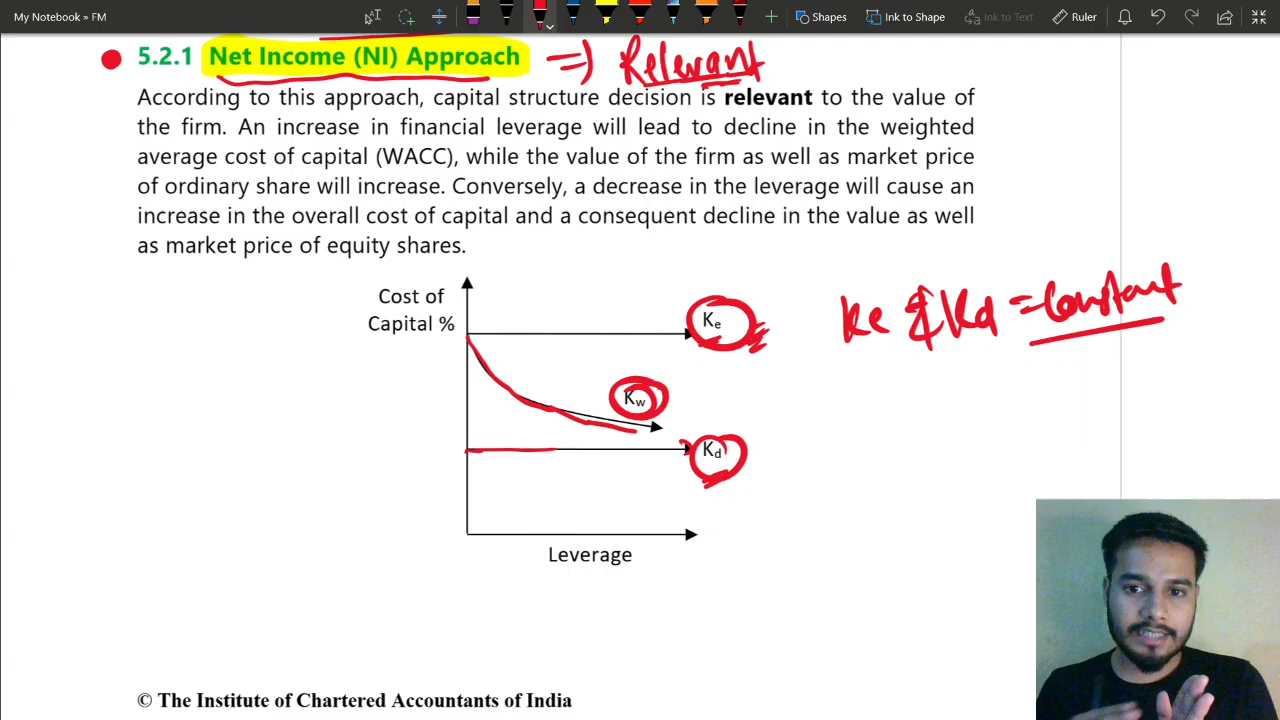 My Notebook » FM
Shapes
Ink to Shape
Ink to Text
Ruler
5.2.1 Net Income (NI) Approach => Relevant
According to this approach, capital structure decision is relevant to the value of
the firm. An increase in financial leverage will lead to decline in the weighted
average cost of capital (WACC), while the value of the firm as well as market price
of ordinary share will increase. Conversely, a decrease in the leverage will cause an
increase in the overall cost of capital and a consequent decline in the value as well
as market price of equity shares.
Cost of
Capital %
Ke
Ke & Kd = Constant
Kw
Kd
Leverage
© The Institute of Chartered Accountants of India